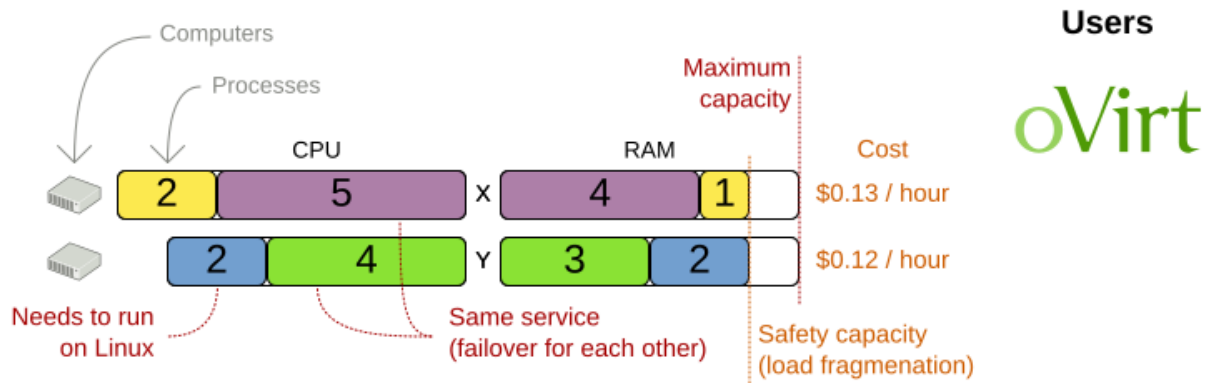 Users
Computers
Processes
Maximum
capacity
oVirt
CPU
RAM
Cost
2
5
X
4
1
$0.13 / hour
2
4
Y
3
2
$0.12 / hour
Needs to run
on Linux
Same service
(failover for each other)
Safety capacity
(load fragmenation)